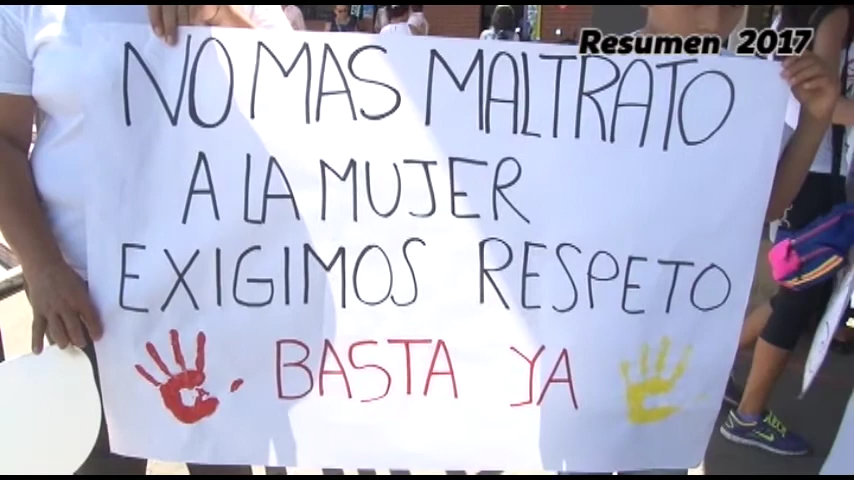 Resumen 2017
NO MAS MALTRATO
A LA MUJER
EXIGIMOS RESPETO
BASTA YA